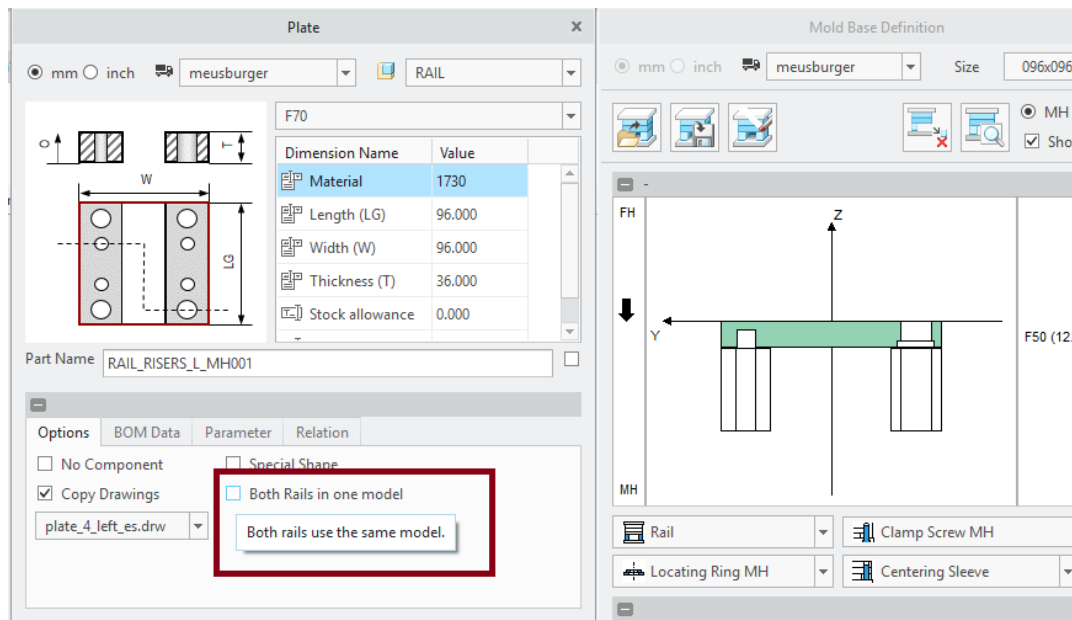 Plate
mm inch meusburger RAIL
F70
Dimension Name Value
Material 1730
Length (LG) 96.000
Width (W) 96.000
Thickness (T) 36.000
Stock allowance 0.000
O
T
W
LG
Part Name RAIL_RISERS_L_MH001
Options BOM Data Parameter Relation
No Component Special Shape
Copy Drawings Both Rails in one model
plate_4_left_es.drw
Both rails use the same model.
Mold Base Definition
mm inch meusburger Size 096x096
MH
Sho
-
FH
Z
Y
F50 (12.
MH
Rail Clamp Screw MH
Locating Ring MH Centering Sleeve